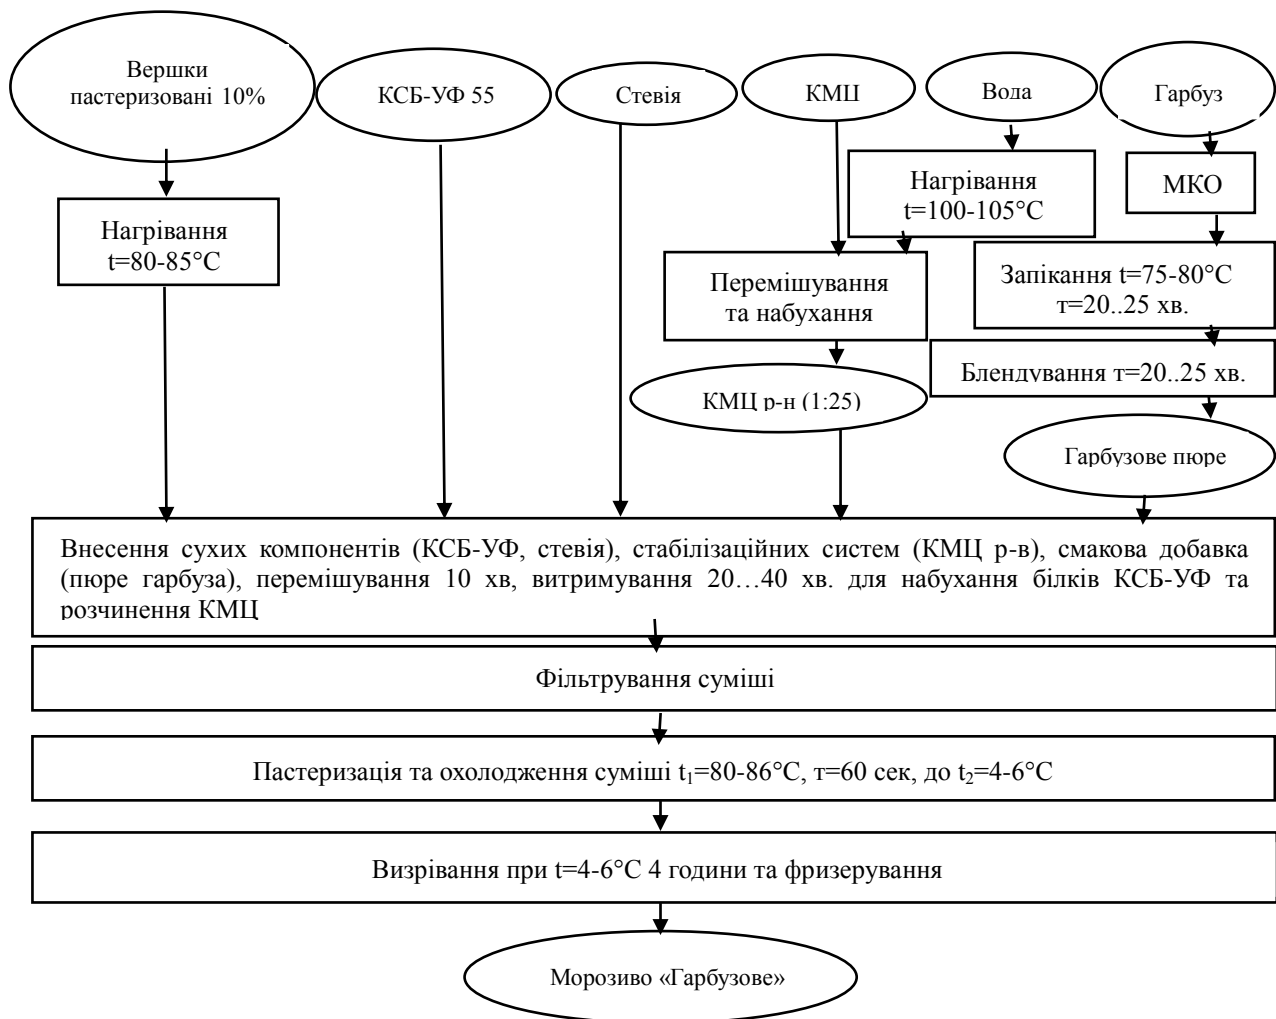 Вершки
пастеризовані 10%
КСБ-УФ 55
Стевія
КМЦ
Вода
Гарбуз
Нагрівання
t=80-85°С
Нагрівання
t=100-105°С
МКО
Перемішування
та набухання
Запікання t=75-80°С
т=20..25 хв.
Блендування т=20..25 хв.
КМЦ р-н (1:25)
Гарбузове пюре
Внесення сухих компонентів (КСБ-УФ, стевія), стабілізаційних систем (КМЦ р-в), смакова добавка
(пюре гарбуза), перемішування 10 хв, витримування 20…40 хв. для набухання білків КСБ-УФ та
розчинення КМЦ
Фільтрування суміші
Пастеризація та охолодження суміші t₁=80-86°С, т=60 сек, до t₂=4-6°С
Визрівання при t=4-6°С 4 години та фризерування
Морозиво «Гарбузове»